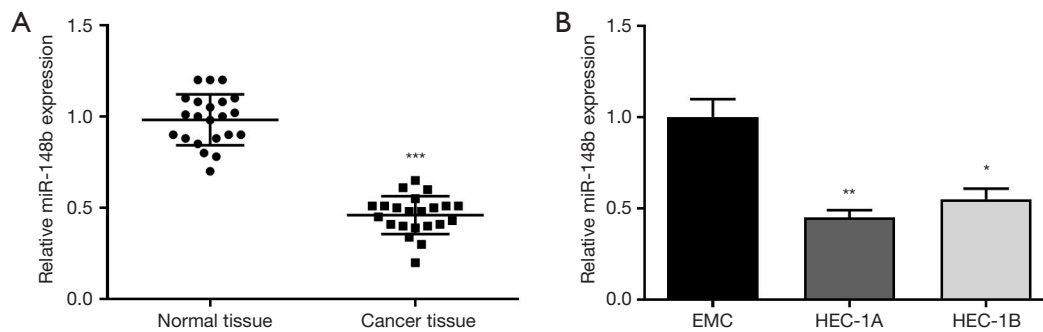 A
Relative miR-148b expression
1.5
1.0
0.5
0.0
***
Normal tissue
Cancer tissue
B
Relative miR-148b expression
1.5
1.0
0.5
0.0
**
*
EMC
HEC-1A
HEC-1B